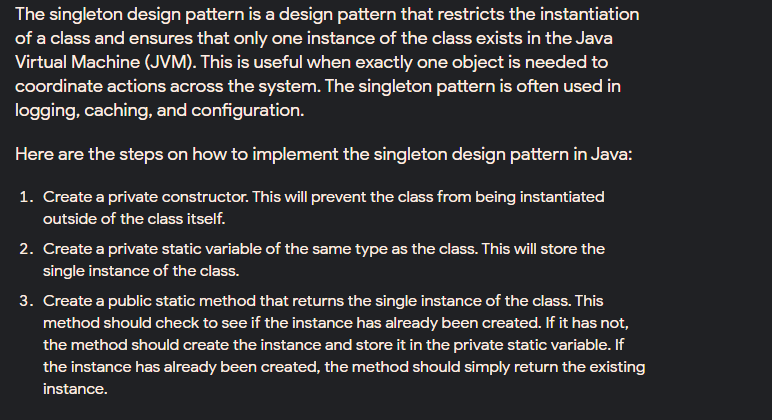 The singleton design pattern is a design pattern that restricts the instantiation
of a class and ensures that only one instance of the class exists in the Java
Virtual Machine (JVM). This is useful when exactly one object is needed to
coordinate actions across the system. The singleton pattern is often used in
logging, caching, and configuration.
Here are the steps on how to implement the singleton design pattern in Java:
1. Create a private constructor. This will prevent the class from being instantiated
outside of the class itself.
2. Create a private static variable of the same type as the class. This will store the
single instance of the class.
3. Create a public static method that returns the single instance of the class. This
method should check to see if the instance has already been created. If it has not,
the method should create the instance and store it in the private static variable. If
the instance has already been created, the method should simply return the existing
instance.